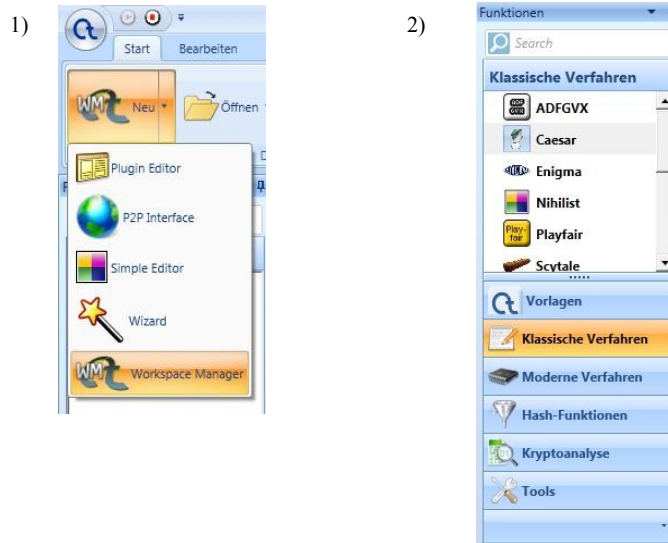 1)
Start Bearbeiten
Neu
Öffnen
Plugin Editor
P2P Interface
Simple Editor
Wizard
Workspace Manager
2)
Funktionen
Search
Klassische Verfahren
ADFGVX
Caesar
Enigma
Nihilist
Playfair
Scytale
Vorlagen
Klassische Verfahren
Moderne Verfahren
Hash-Funktionen
Kryptoanalyse
Tools